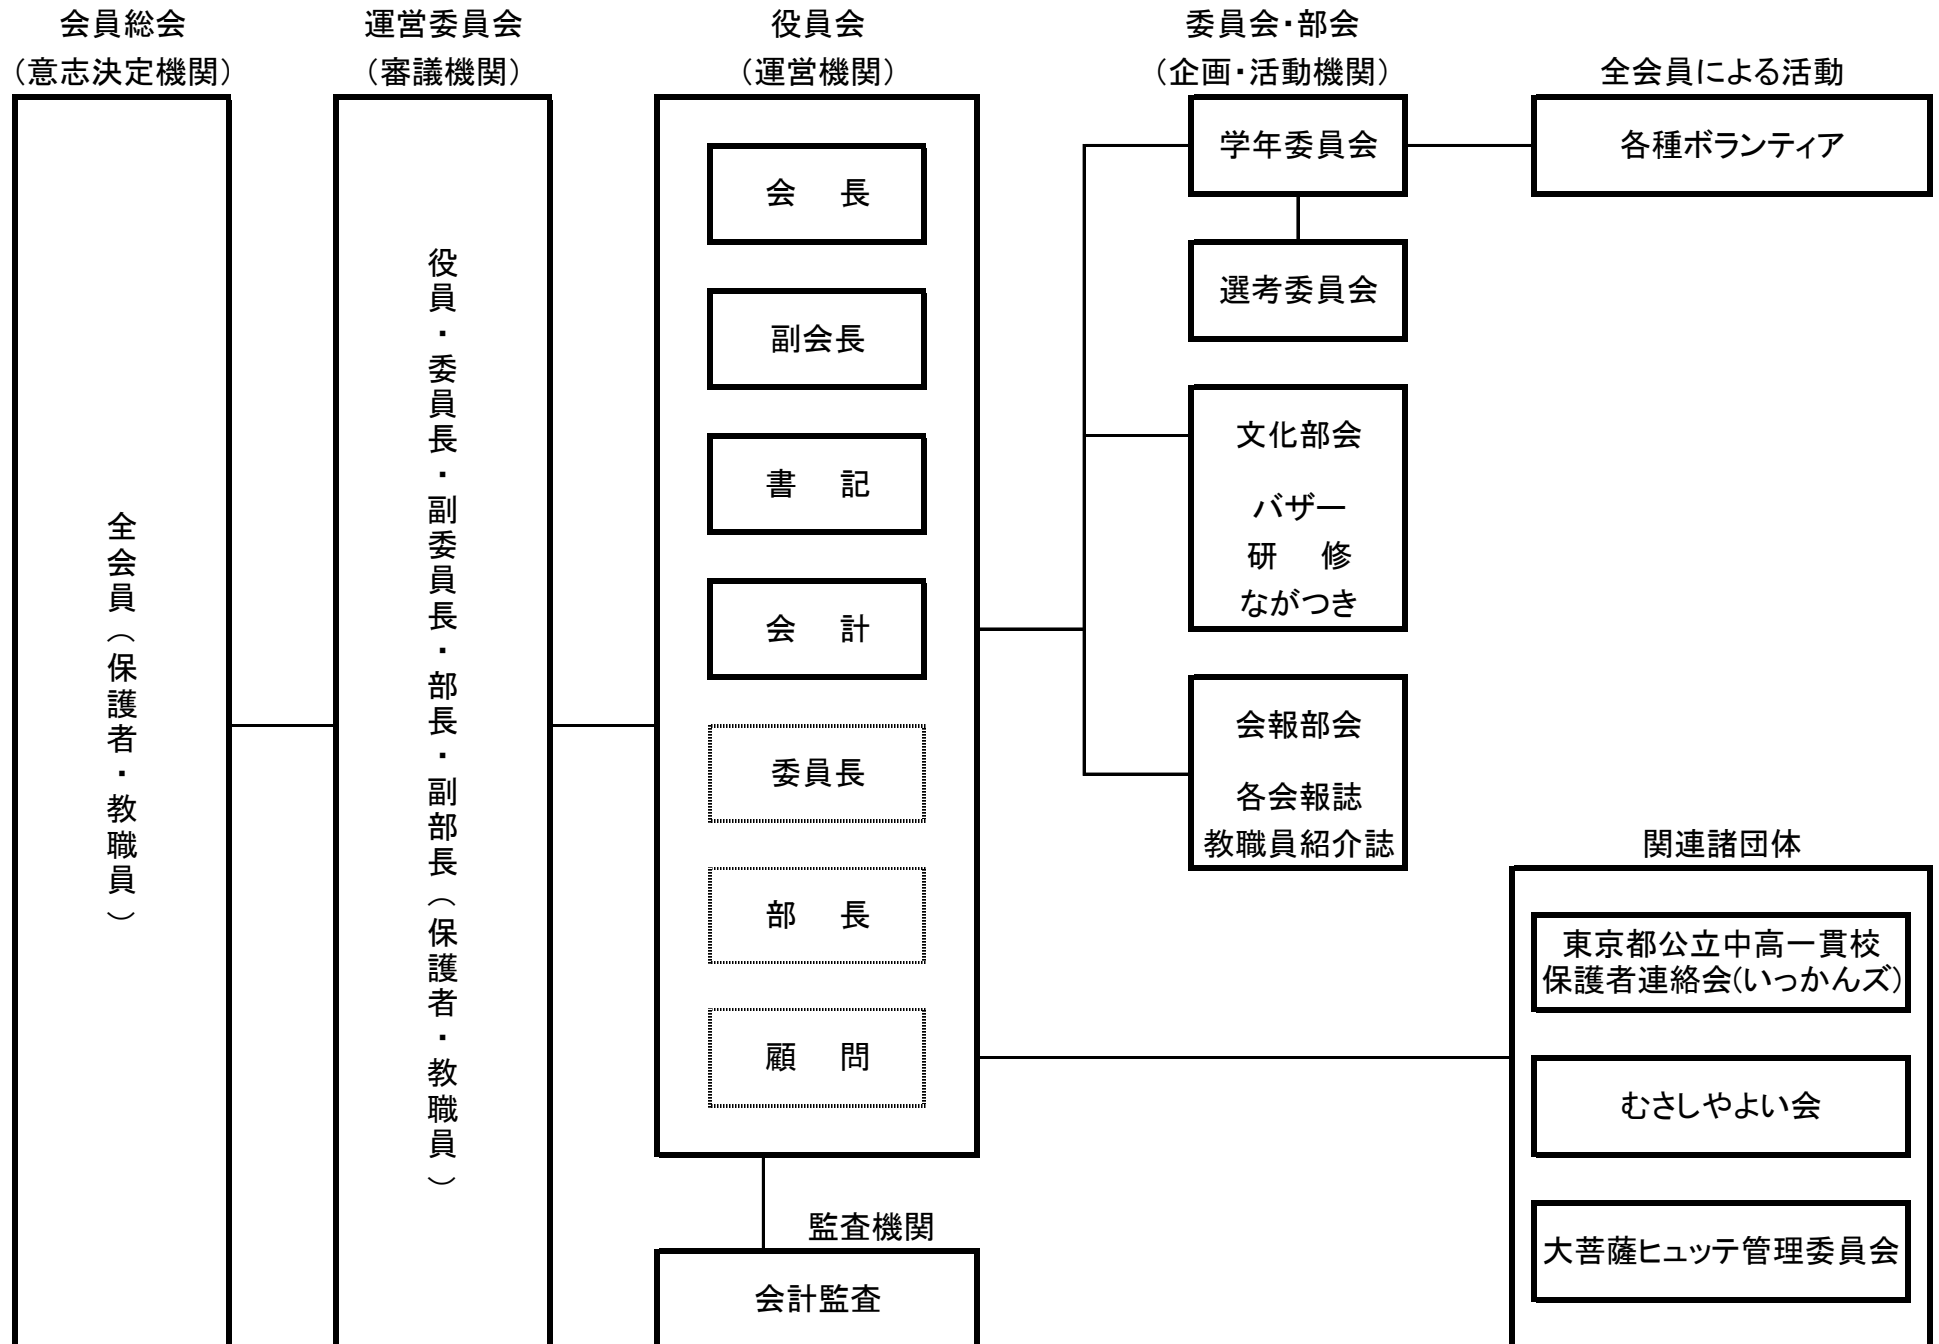 会員総会
（意志決定機関）
全会員（保護者・教職員）
運営委員会
（審議機関）
役員・委員長・副委員長・部長・副部長（保護者・教職員）
役員会
（運営機関）
会　長
副会長
書　記
会　計
委員長
部　長
顧　問
監査機関
会計監査
委員会・部会
（企画・活動機関）
学年委員会
選考委員会
文化部会
バザー
研　修
ながつき
会報部会
各会報誌
教職員紹介誌
全会員による活動
各種ボランティア
関連諸団体
東京都公立中高一貫校
保護者連絡会(いっかんズ)
むさしやよい会
大菩薩ヒュッテ管理委員会